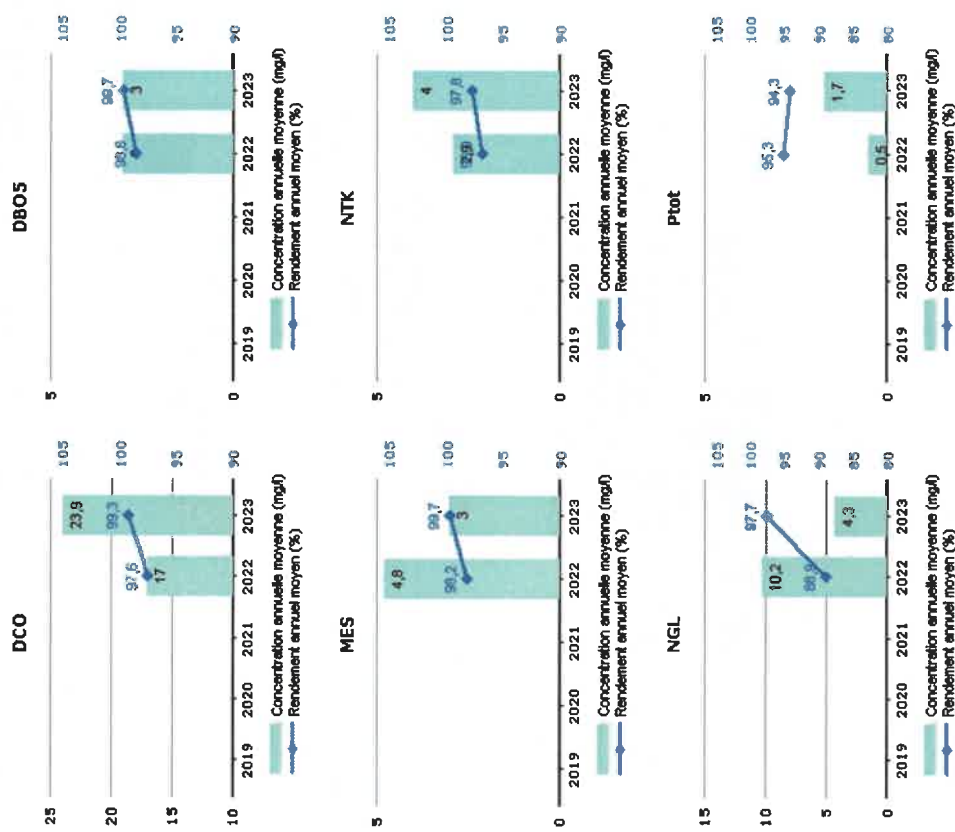 DCO
25
20
15
10
105
100
95
90
97,6
99,3
17
23,9
2019 2020 2021 2022 2023
Concentration annuelle moyenne (mg/l)
Rendement annuel moyen (%)
DBO5
5
0
105
100
95
90
98,8
99,7
3
2019 2020 2021 2022 2023
Concentration annuelle moyenne (mg/l)
Rendement annuel moyen (%)
MES
5
0
105
100
95
90
4,8
98,2
99,7
3
2019 2020 2021 2022 2023
Concentration annuelle moyenne (mg/l)
Rendement annuel moyen (%)
NTK
5
0
105
100
95
90
4
97,8
2019 2020 2021 2022 2023
Concentration annuelle moyenne (mg/l)
Rendement annuel moyen (%)
NGL
15
10
5
0
105
100
95
90
85
80
10,2
88,9
97,7
4,3
2019 2020 2021 2022 2023
Concentration annuelle moyenne (mg/l)
Rendement annuel moyen (%)
Ptot
5
0
105
100
95
90
85
80
95,3
94,3
0,5
1,7
2019 2020 2021 2022 2023
Concentration annuelle moyenne (mg/l)
Rendement annuel moyen (%)